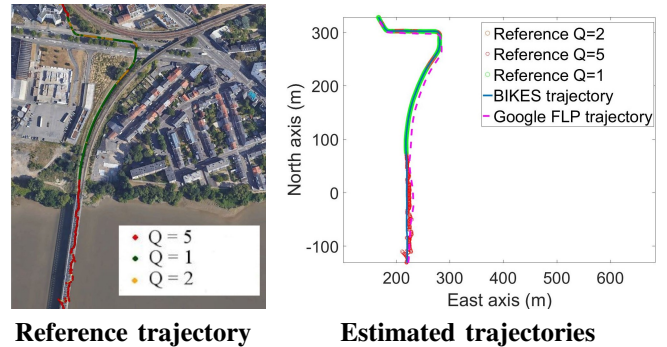 Q = 5
Q = 1
Q = 2
Reference trajectory
300
200
100
0
-100
North axis (m)
Reference Q=2
Reference Q=5
Reference Q=1
BIKES trajectory
Google FLP trajectory
200 300 400 500 600
East axis (m)
Estimated trajectories